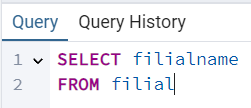 Query Query History
1 SELECT filialname
2 FROM filial